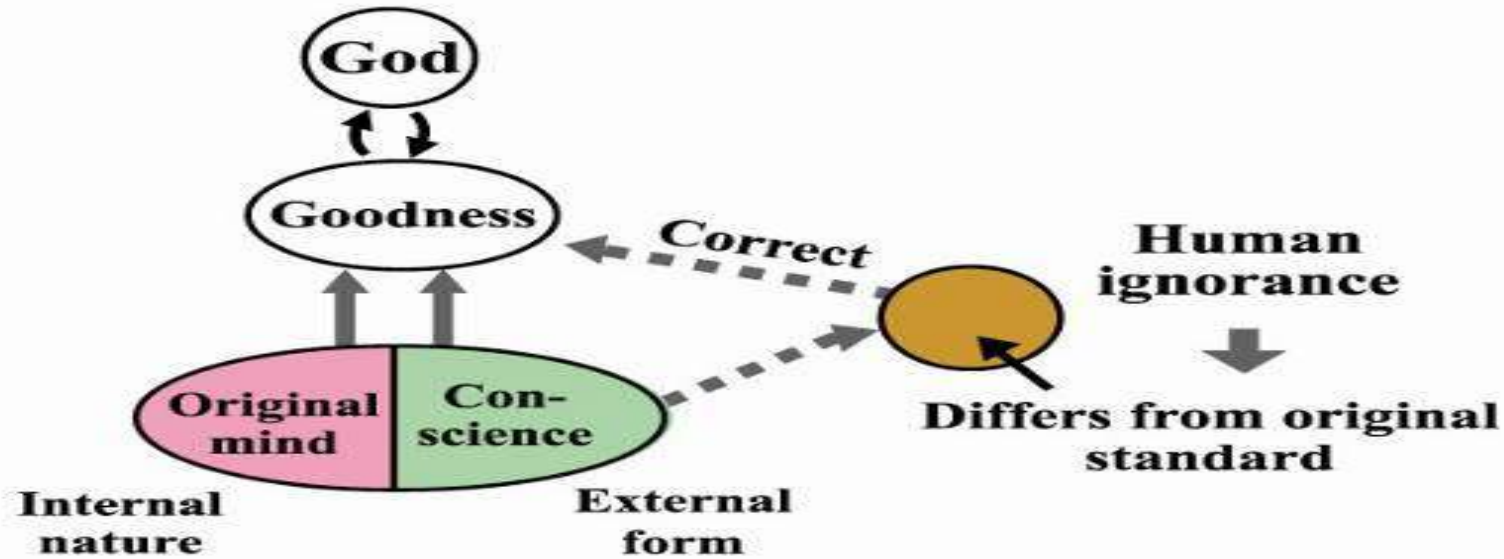 God
Goodness
Correct
Human
ignorance
Original
mind
Con-
science
Differs from original
standard
Internal
nature
External
form